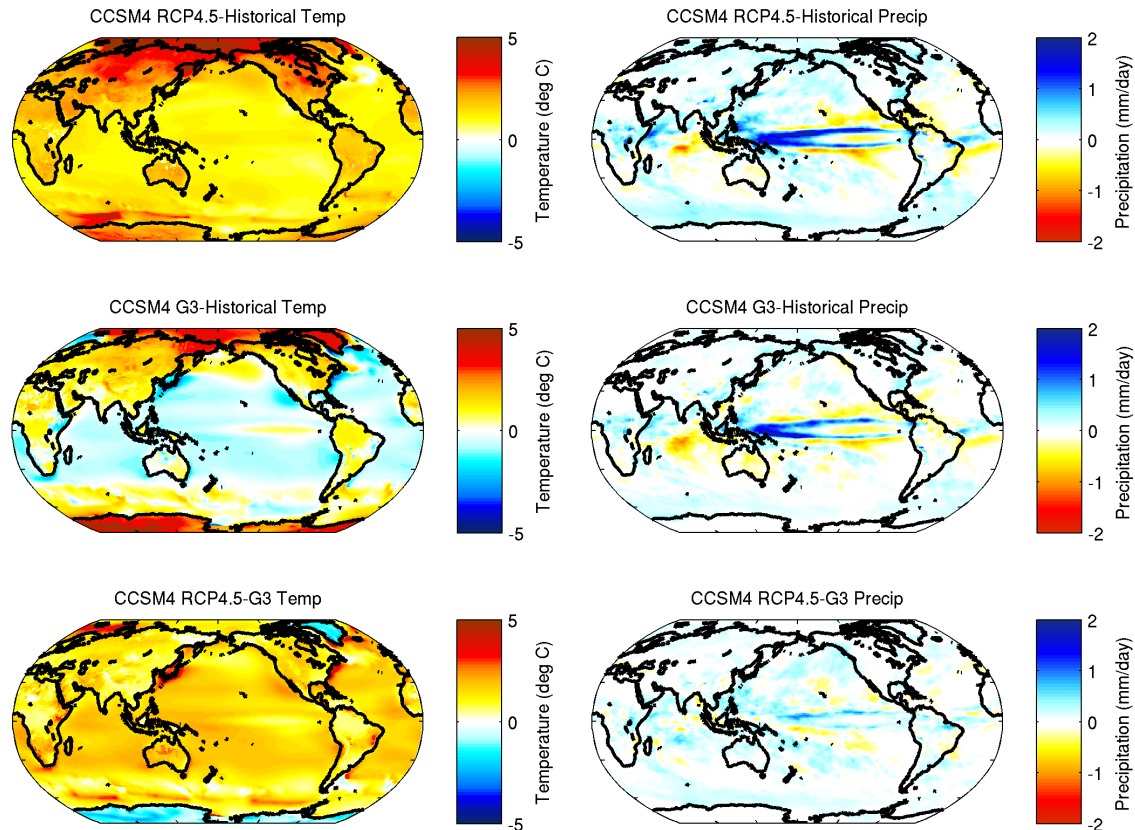 CCSM4 RCP4.5-Historical Temp
5
0
-5
Temperature (deg C)
CCSM4 RCP4.5-Historical Precip
2
1
0
-1
-2
Precipitation (mm/day)
CCSM4 G3-Historical Temp
5
0
-5
Temperature (deg C)
CCSM4 G3-Historical Precip
2
1
0
-1
-2
Precipitation (mm/day)
CCSM4 RCP4.5-G3 Temp
5
0
-5
Temperature (deg C)
CCSM4 RCP4.5-G3 Precip
2
1
0
-1
-2
Precipitation (mm/day)